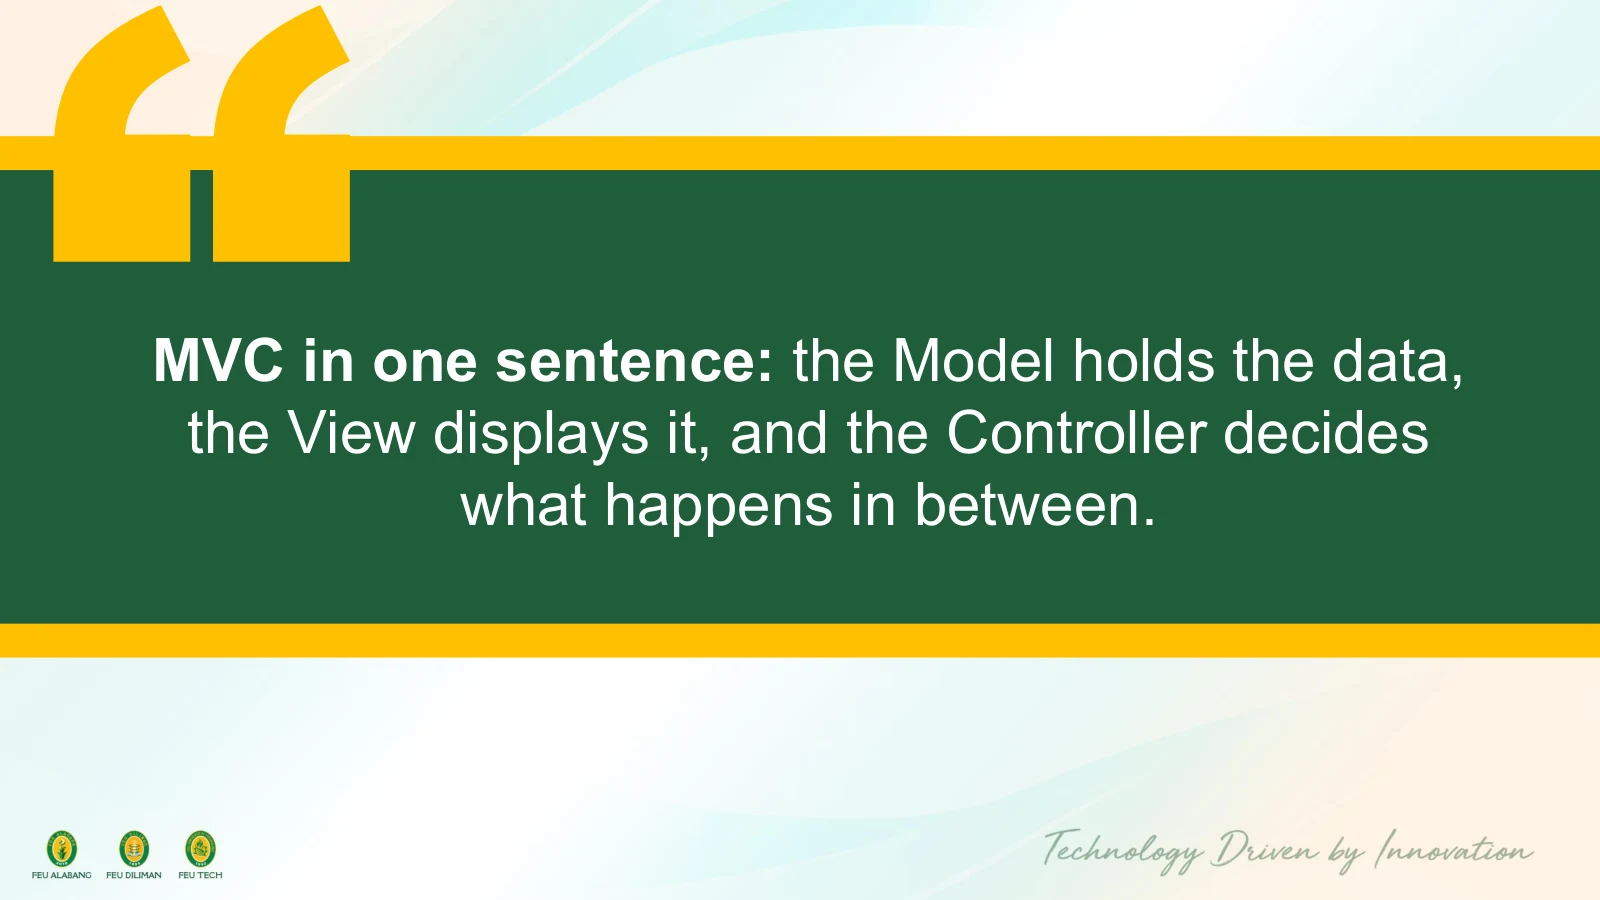 MVC in one sentence: the Model holds the data,
the View displays it, and the Controller decides
what happens in between.
FEU ALABANG
FEU DILIMAN
FEU TECH
Technology Driven by Innovation